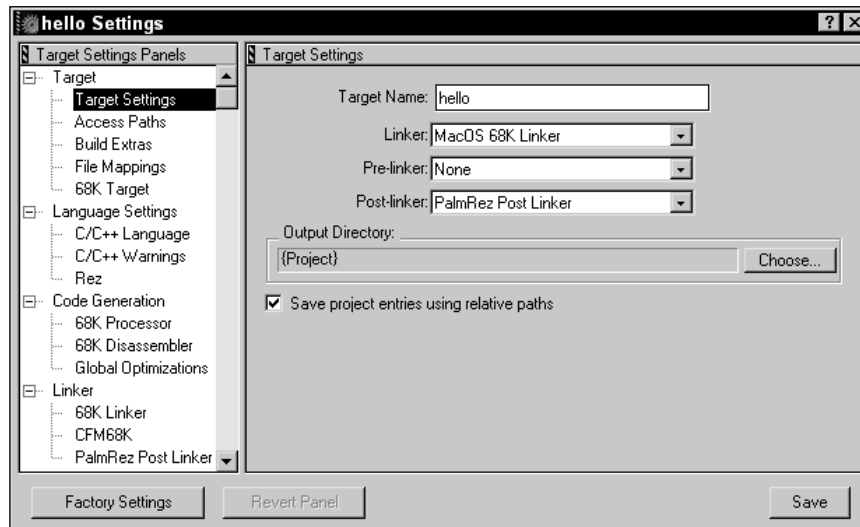 hello Settings
Target Settings Panels
Target
Target Settings
Access Paths
Build Extras
File Mappings
68K Target
Language Settings
C/C++ Language
C/C++ Warnings
Rez
Code Generation
68K Processor
68K Disassembler
Global Optimizations
Linker
68K Linker
CFM68K
PalmRez Post Linker
Target Settings
Target Name: hello
Linker: MacOS 68K Linker
Pre-linker: None
Post-linker: PalmRez Post Linker
Output Directory:
{Project}
Choose...
Save project entries using relative paths
Factory Settings
Revert Panel
Save